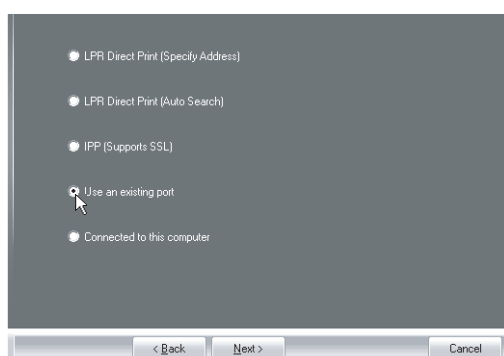 LPR Direct Print (Specify Address)
LPR Direct Print (Auto Search)
IPP (Supports SSL)
Use an existing port
Connected to this computer
< Back Next > Cancel